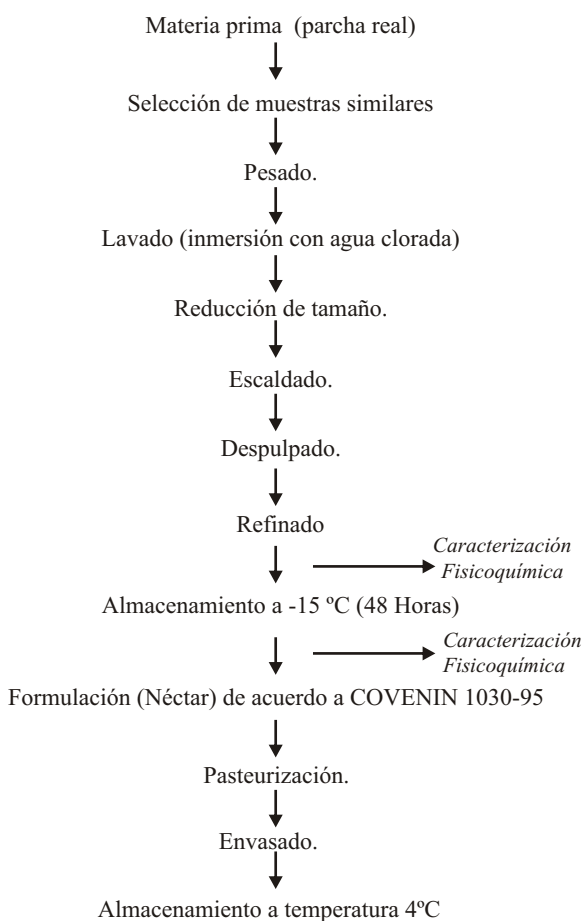 Materia prima (parcha real)
Selección de muestras similares
Pesado.
Lavado (inmersión con agua clorada)
Reducción de tamaño.
Escaldado.
Despulpado.
Refinado
Caracterización
Fisicoquímica
Almacenamiento a -15 ºC (48 Horas)
Caracterización
Fisicoquímica
Formulación (Néctar) de acuerdo a COVENIN 1030-95
Pasteurización.
Envasado.
Almacenamiento a temperatura 4ºC